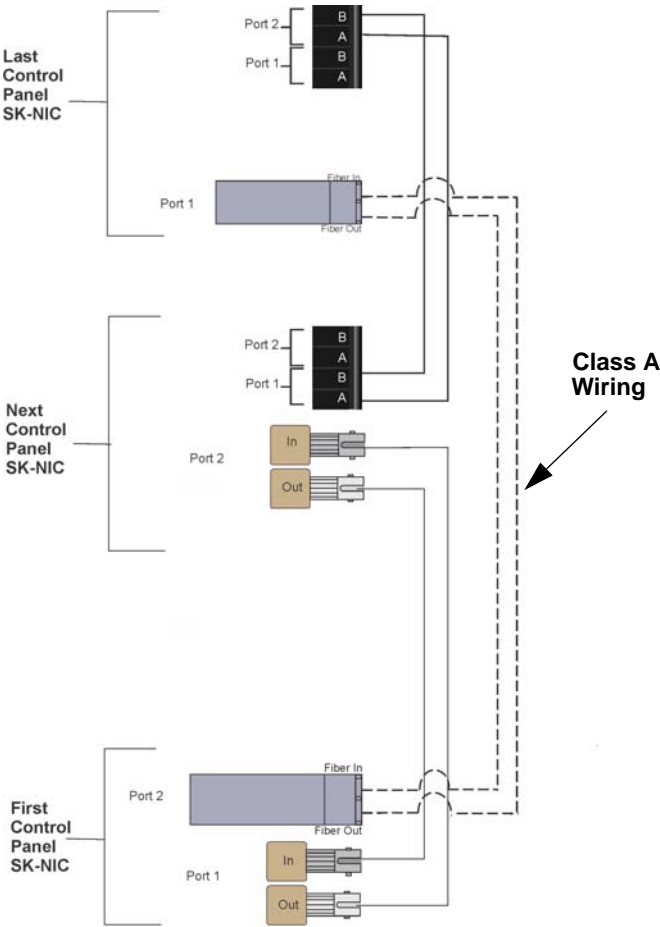 Last
Control
Panel
SK-NIC
Port 2
Port 1
B
A
B
A
Port 1
Fiber In
Fiber Out
Next
Control
Panel
SK-NIC
Port 2
Port 1
B
A
B
A
Port 2
In
Out
Class A
Wiring
First
Control
Panel
SK-NIC
Port 2
Fiber In
Fiber Out
Port 1
In
Out